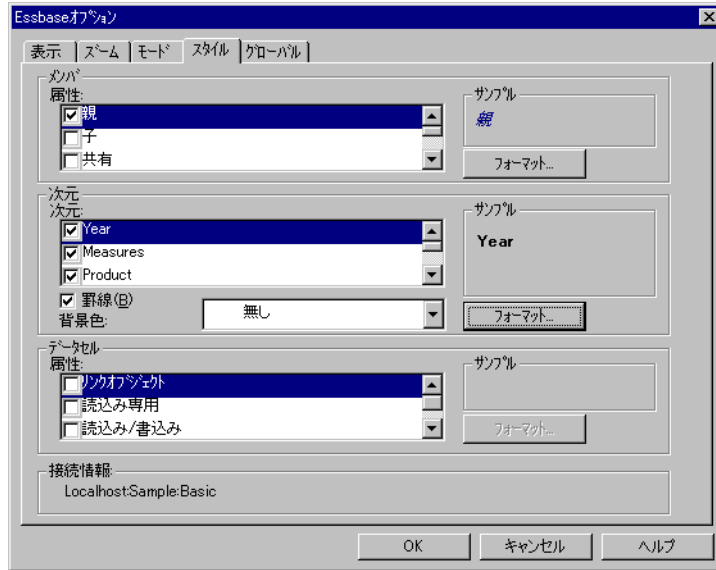 Essbaseｵﾌﾟｼｮﾝ
表示 ｽﾞｰﾑ ﾓｰﾄﾞ ｽﾀｲﾙ ｸﾞﾛｰﾊﾞﾙ
ﾒﾝﾊﾞ
属性:
親
子
共有
ｻﾝﾌﾟﾙ
親
ﾌｫｰﾏｯﾄ...
次元
次元:
Year
Measures
Product
罫線(B)
背景色: 無し
ｻﾝﾌﾟﾙ
Year
ﾌｫｰﾏｯﾄ...
ﾃﾞｰﾀｾﾙ
属性:
ﾘﾝｸｵﾌﾞｼﾞｪｸﾄ
読込み専用
読込み/書込み
ｻﾝﾌﾟﾙ
ﾌｫｰﾏｯﾄ...
接続情報:
Localhost:Sample:Basic
OK キャンセル ヘルプ